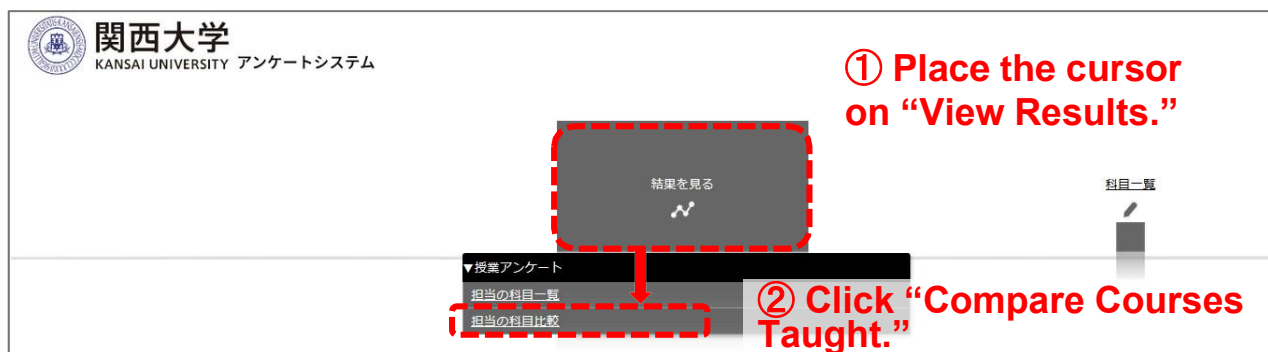 関西大学
KANSAI UNIVERSITY アンケートシステム
① Place the cursor
on “View Results.”
結果を見る
科目一覧
▼授業アンケート
担当の科目一覧
担当の科目比較
② Click “Compare Courses
Taught.”